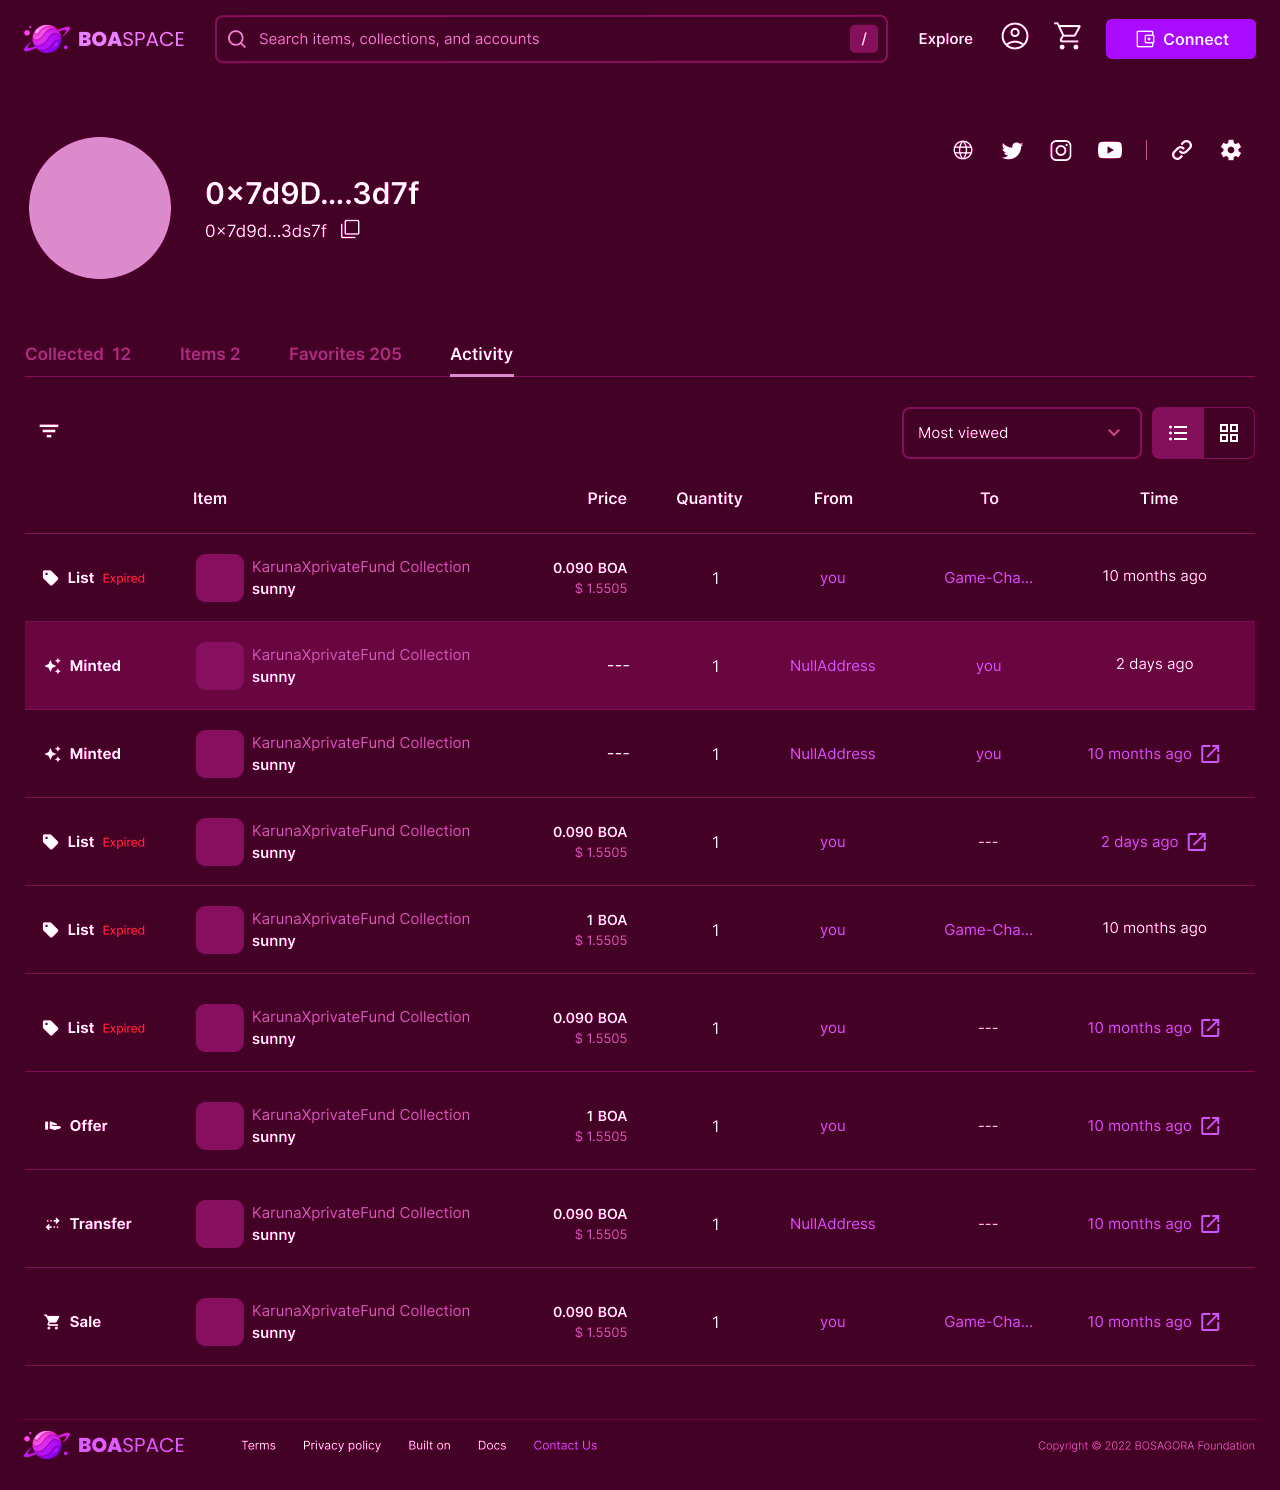 BOASPACE Search items, collections, and accounts / Explore Connect
0x7d9D....3d7f
0x7d9d...3ds7f
Collected 12 Items 2 Favorites 205 Activity
Most viewed
Item Price Quantity From To Time
KarunaXprivateFund Collection 0.090 BOA
List Expired 1 you Game-Cha... 10 months ago
sunny $ 1.5505
KarunaXprivateFund Collection
Minted --- 1 NullAddress you 2 days ago
sunny
KarunaXprivateFund Collection
Minted --- 1 NullAddress you 10 months ago
sunny
KarunaXprivateFund Collection 0.090 BOA
List Expired 1 you --- 2 days ago
sunny $ 1.5505
KarunaXprivateFund Collection 1 BOA
List Expired 1 you Game-Cha... 10 months ago
sunny $ 1.5505
KarunaXprivateFund Collection 0.090 BOA
List Expired 1 you --- 10 months ago
sunny $ 1.5505
KarunaXprivateFund Collection 1 BOA
Offer 1 you --- 10 months ago
sunny $ 1.5505
KarunaXprivateFund Collection 0.090 BOA
Transfer 1 NullAddress --- 10 months ago
sunny $ 1.5505
KarunaXprivateFund Collection 0.090 BOA
Sale 1 you Game-Cha... 10 months ago
sunny $ 1.5505
BOASPACE Terms Privacy policy Built on Docs Contact Us Copyright © 2022 BOSAGORA Foundation